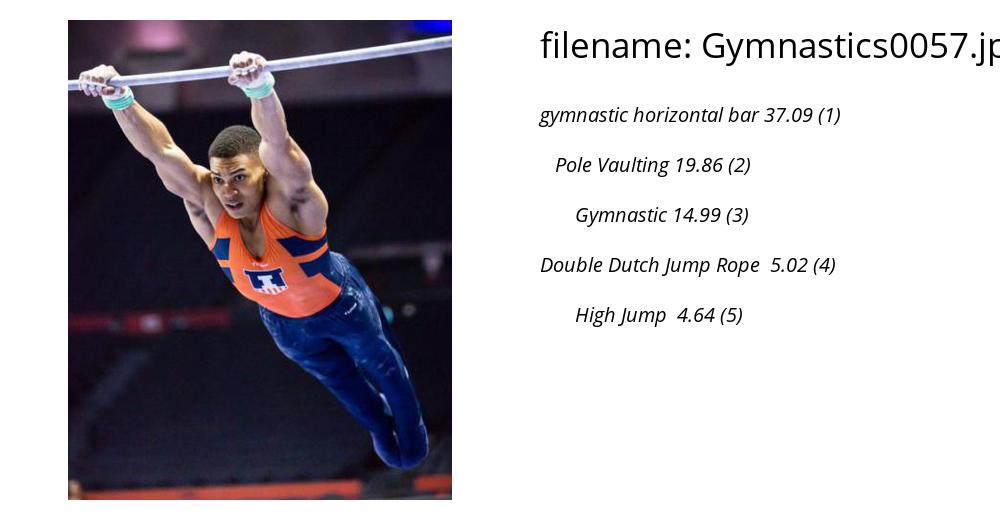 filename: Gymnastics0057.jp
gymnastic horizontal bar 37.09 (1)
Pole Vaulting 19.86 (2)
Gymnastic 14.99 (3)
Double Dutch Jump Rope 5.02 (4)
High Jump 4.64 (5)
I